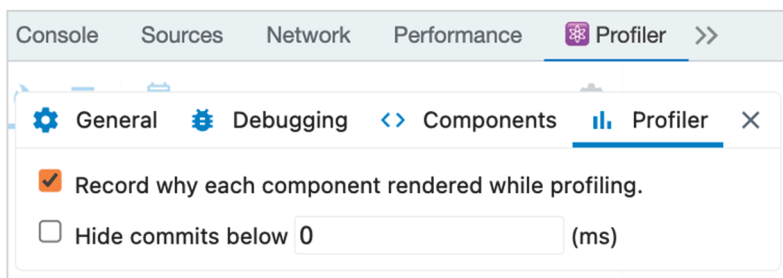 Console Sources Network Performance Profiler
General Debugging Components Profiler
Record why each component rendered while profiling.
Hide commits below 0 (ms)